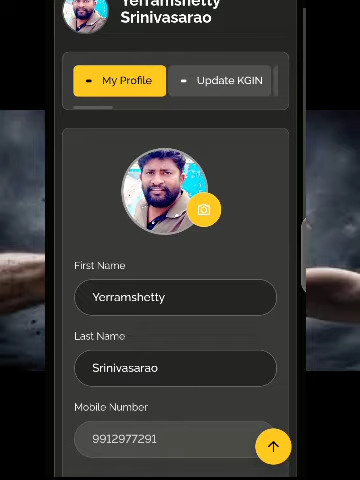 Yerramshetty
Srinivasarao
My Profile
Update KGIN
First Name
Yerramshetty
Last Name
Srinivasarao
Mobile Number
9912977291